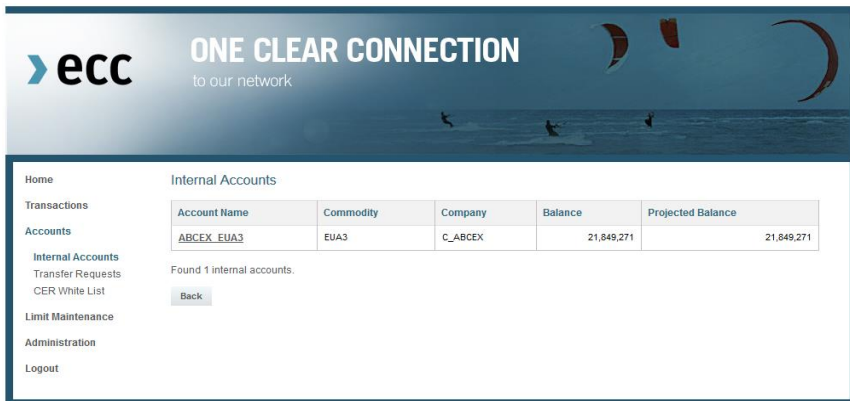 ecc
ONE CLEAR CONNECTION
to our network
Home
Transactions
Accounts
Internal Accounts
Transfer Requests
CER White List
Limit Maintenance
Administration
Logout
Internal Accounts
Account Name Commodity Company Balance Projected Balance
ABCEX_EUA3 EUA3 C_ABCEX 21,849,271 21,849,271
Found 1 internal accounts.
Back